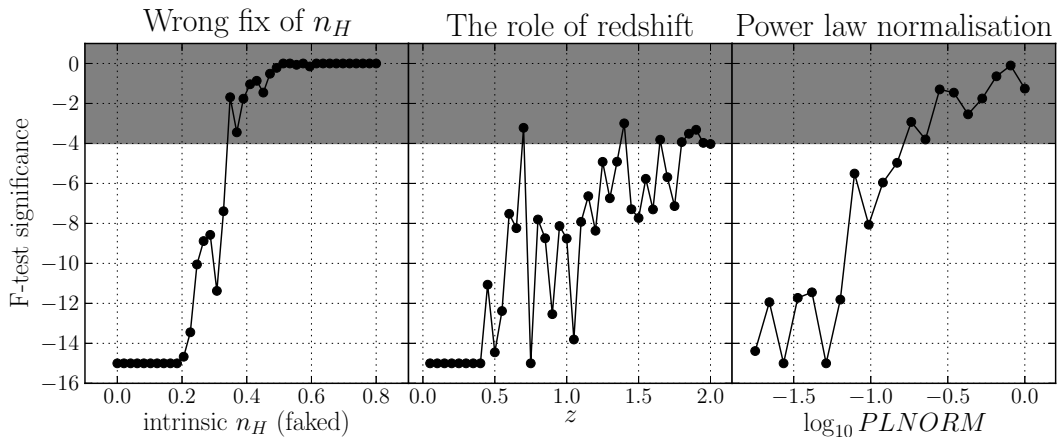 Wrong fix of n_H
The role of redshift
Power law normalisation
F-test significance
0
−2
−4
−6
−8
−10
−12
−14
−16
0.0 0.2 0.4 0.6 0.8
0.0 0.5 1.0 1.5 2.0
−1.5 −1.0 −0.5 0.0
intrinsic n_H (faked)
z
log₁₀ PLNORM